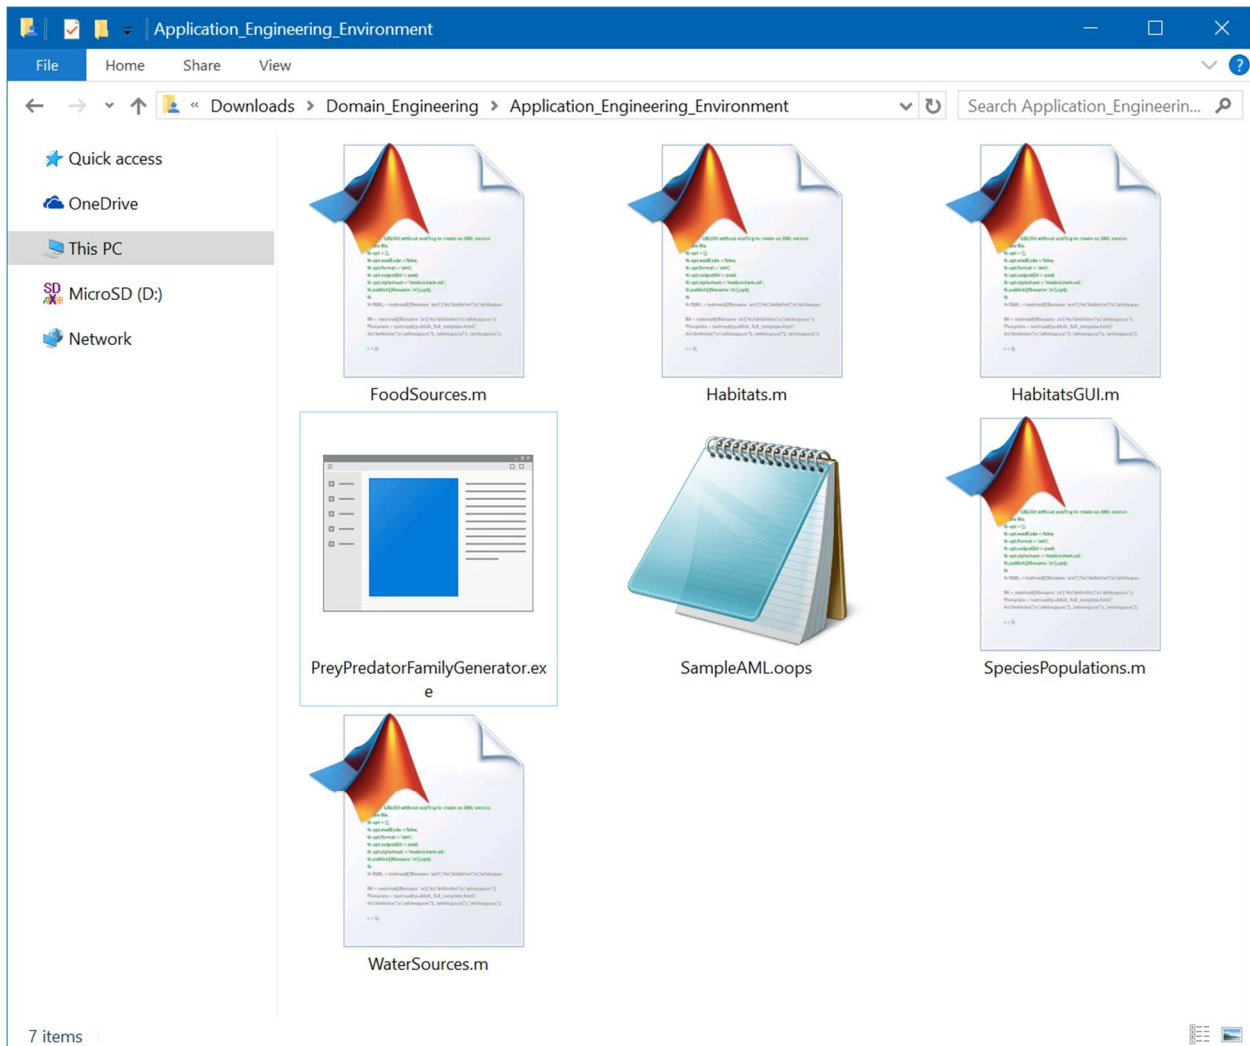 Application_Engineering_Environment
File Home Share View
« Downloads > Domain_Engineering > Application_Engineering_Environment
Search Application_Engineerin...
Quick access
OneDrive
This PC
MicroSD (D:)
Network
FoodSources.m
Habitats.m
HabitatsGUI.m
PreyPredatorFamilyGenerator.ex
e
SampleAML.oops
SpeciesPopulations.m
WaterSources.m
7 items